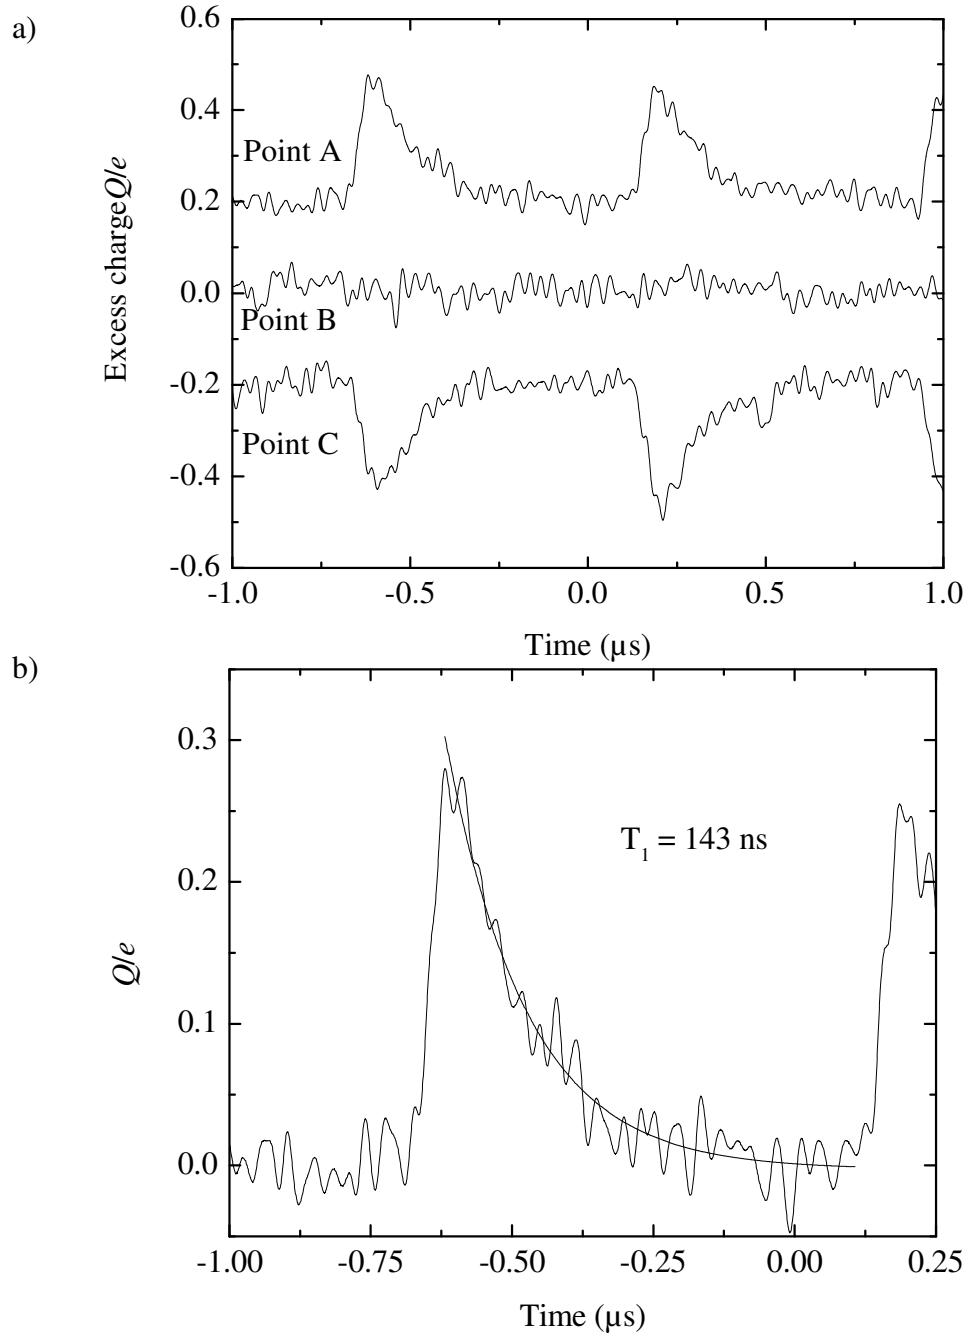 a)
0.6
0.4
0.2
0.0
-0.2
-0.4
-0.6
Excess charge Q/e
Point A
Point B
Point C
-1.0 -0.5 0.0 0.5 1.0
Time (µs)
b)
0.3
0.2
0.1
0.0
Q/e
T1 = 143 ns
-1.00 -0.75 -0.50 -0.25 0.00 0.25
Time (µs)